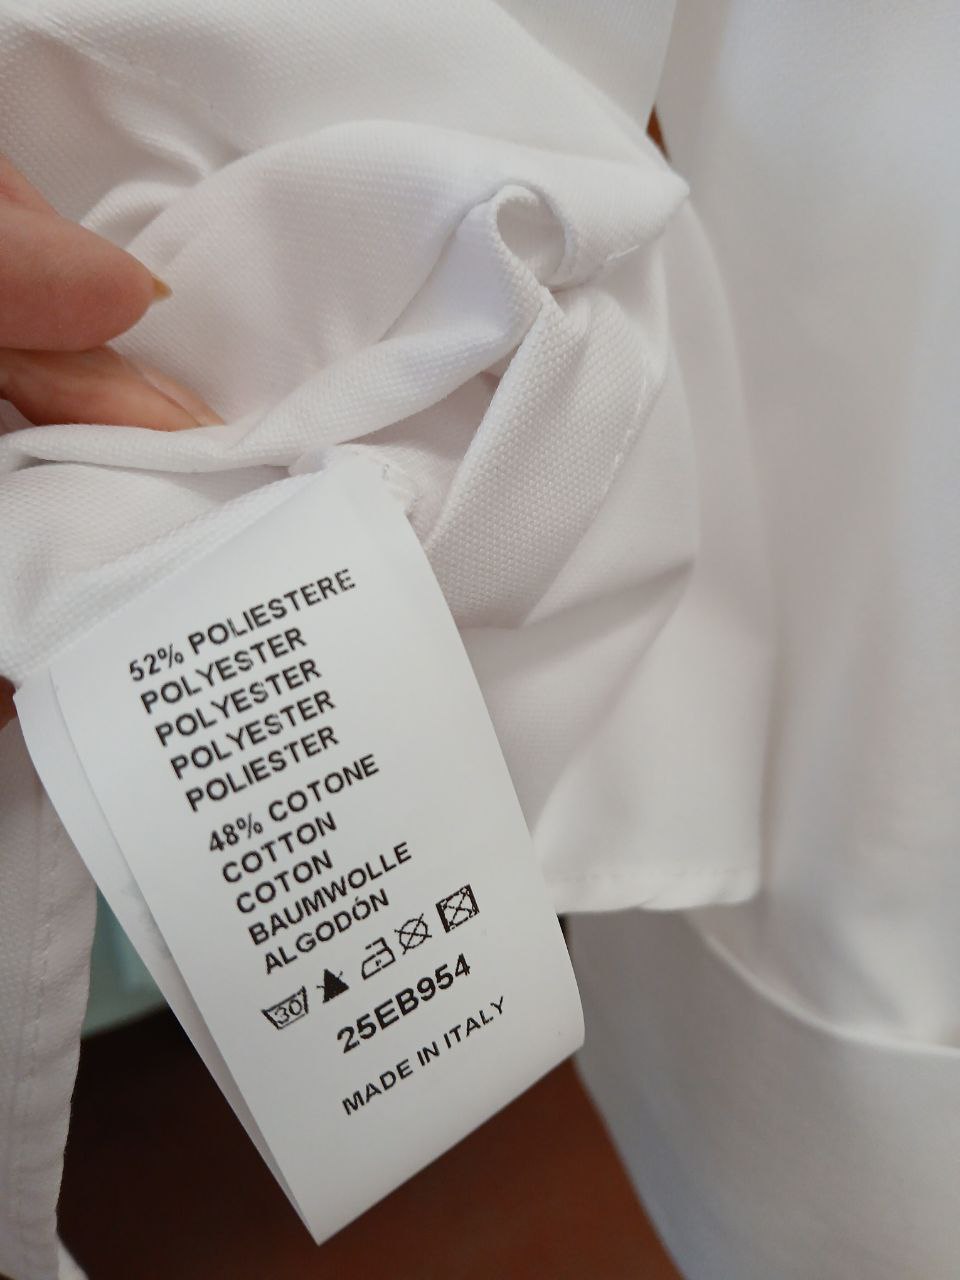 52% POLIESTERE
POLYESTER
POLYESTER
POLYESTER
POLIESTER
48% COTONE
COTTON
COTON
BAUMWOLLE
ALGODÓN
30
25EB954
MADE IN ITALY